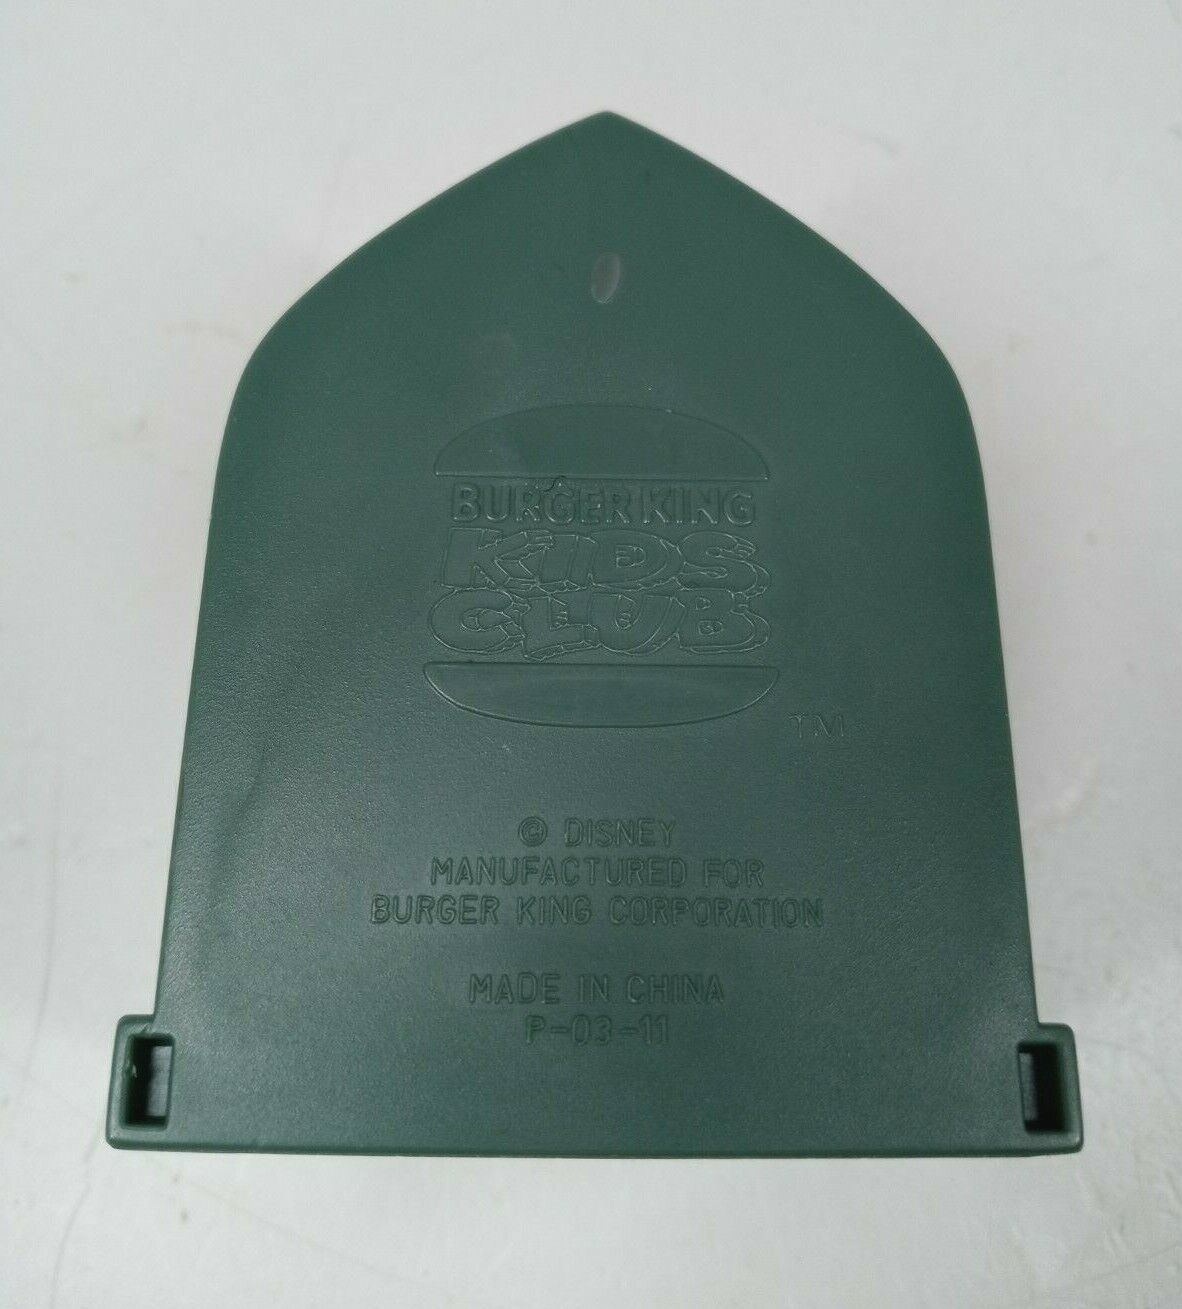 BURGER KING
KIDS
CLUB
TM
© DISNEY
MANUFACTURED FOR
BURGER KING CORPORATION
MADE IN CHINA
P-03-11